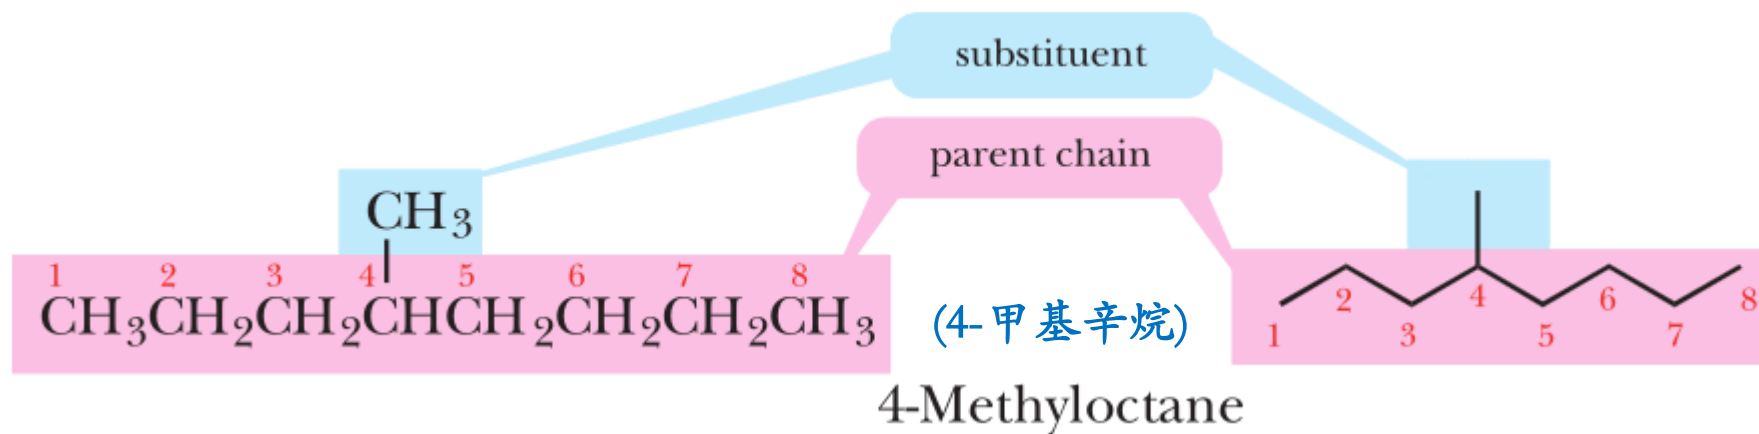 substituent
parent chain
CH₃
1 2 3 4 5 6 7 8
CH₃CH₂CH₂CHCH₂CH₂CH₂CH₃
(4-甲基辛烷)
2 4 6 8
1 3 5 7
4-Methyloctane